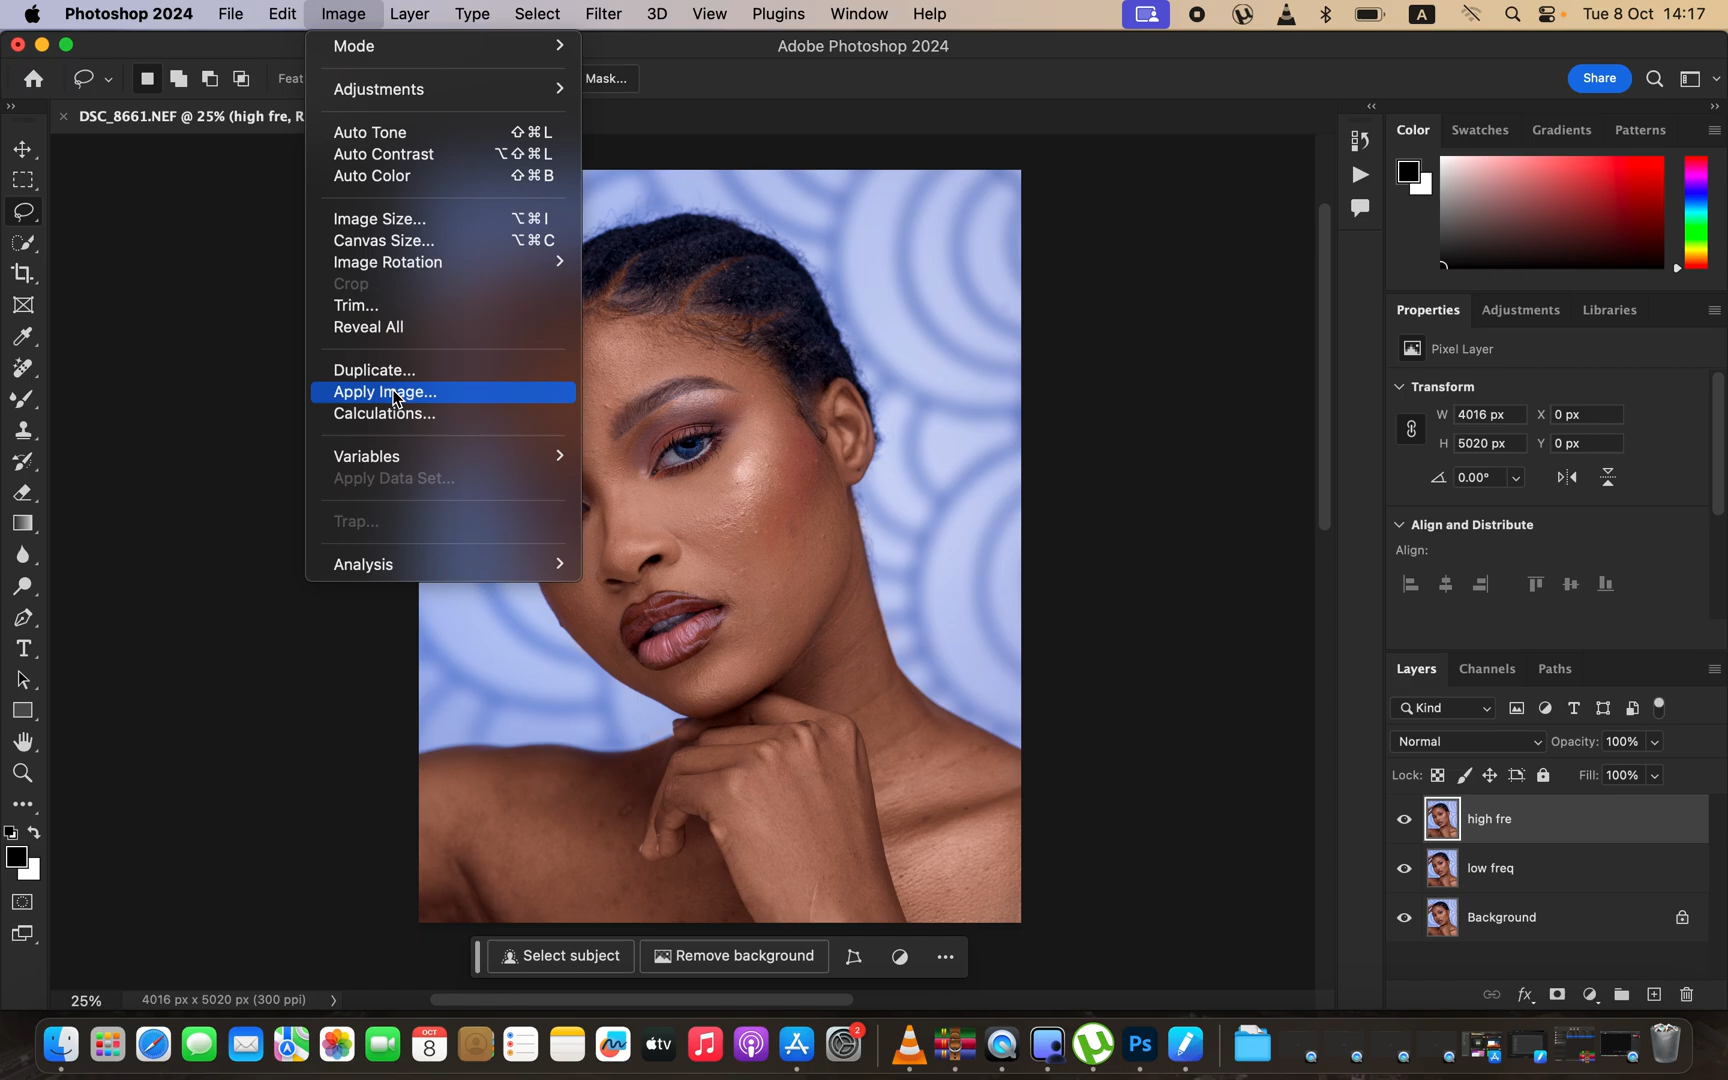 Photoshop 2024 File Edit Image Layer Type Select Filter 3D View Plugins Window Help A Tue 8 Oct 14:17
Adobe Photoshop 2024
Feat
Mask...
Share
DSC_8661.NEF @ 25% (high fre, R
Mode
Adjustments
Auto Tone ⇧⌘L
Auto Contrast ⌥⇧⌘L
Auto Color ⇧⌘B
Image Size... ⌥⌘I
Canvas Size... ⌥⌘C
Image Rotation
Crop
Trim...
Reveal All
Duplicate...
Apply Image...
Calculations...
Variables
Apply Data Set...
Trap...
Analysis
Select subject Remove background
25% 4016 px x 5020 px (300 ppi)
Color Swatches Gradients Patterns
Properties Adjustments Libraries
Pixel Layer
Transform
W 4016 px X 0 px
H 5020 px Y 0 px
0.00°
Align and Distribute
Align:
Layers Channels Paths
Kind
Normal Opacity: 100%
Lock: Fill: 100%
high fre
low freq
Background
fx
OCT
8
tv
2
Ps